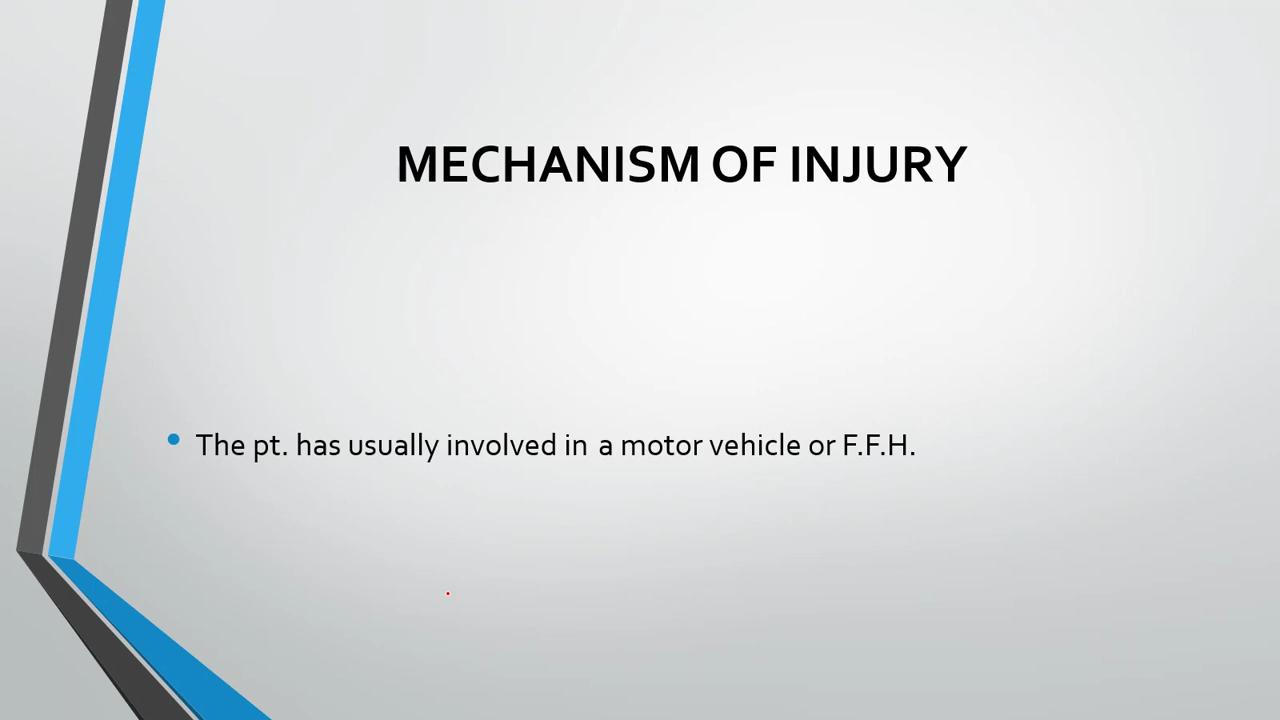 MECHANISM OF INJURY
The pt. has usually involved in a motor vehicle or F.F.H.